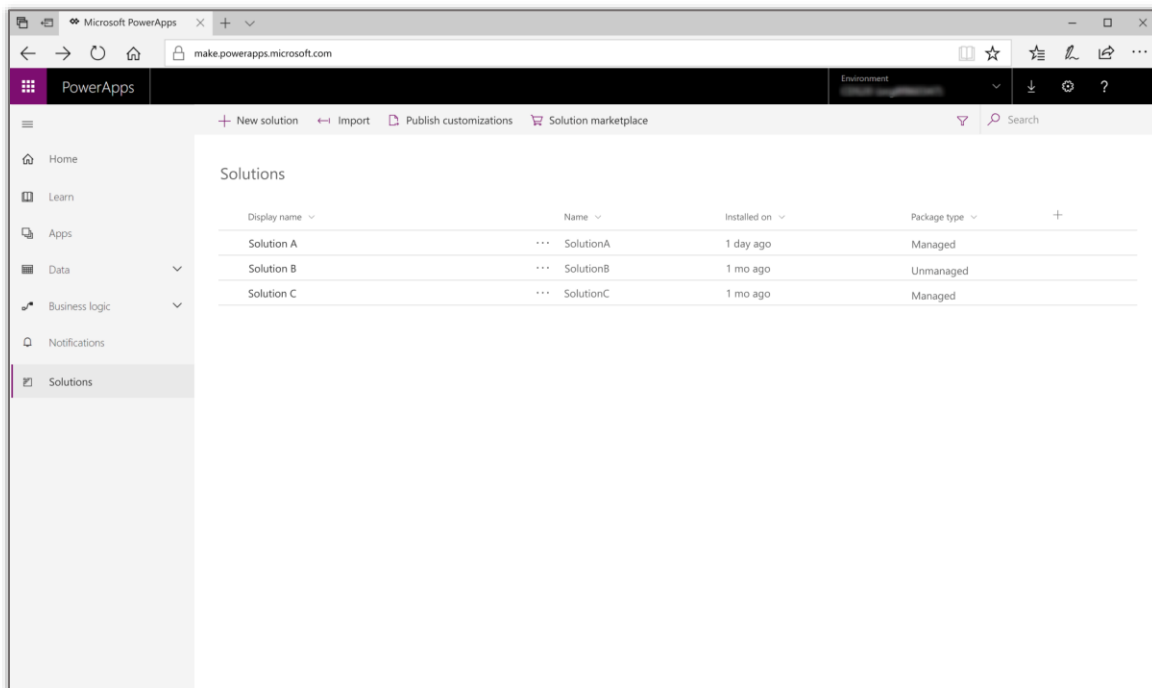 Microsoft PowerApps
make.powerapps.microsoft.com
PowerApps
Environment
?
New solution Import Publish customizations Solution marketplace Search
Home
Learn
Apps
Data
Business logic
Notifications
Solutions
Solutions
Display name Name Installed on Package type
Solution A ... SolutionA 1 day ago Managed
Solution B ... SolutionB 1 mo ago Unmanaged
Solution C ... SolutionC 1 mo ago Managed